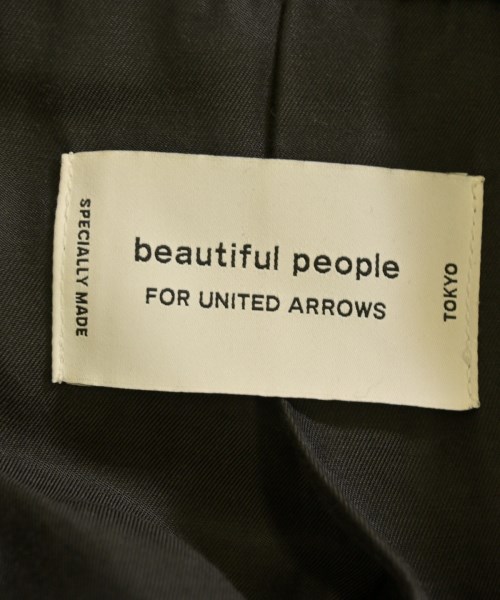 SPECIALLY MADE
beautiful people
FOR UNITED ARROWS
TOKYO